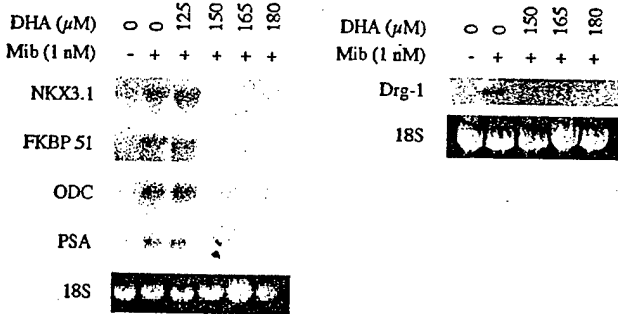 DHA (µM) 0 0 125 150 165 180
Mib (1 nM) - + + + + +
NKX3.1
FKBP 51
ODC
PSA
18S
DHA (µM) 0 0 150 165 180
Mib (1 nM) - + + + +
Drg-1
18S